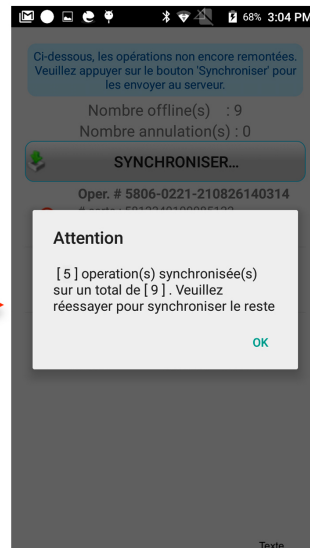 68% 3:04 PM
Ci-dessous, les opérations non encore remontées.
Veuillez appuyer sur le bouton 'Synchroniser' pour
les envoyer au serveur.
Nombre offline(s) : 9
Nombre annulation(s) : 0
SYNCHRONISER...
Oper. # 5806-0221-210826140314
Attention
[ 5 ] operation(s) synchronisée(s)
sur un total de [ 9 ] . Veuillez
réessayer pour synchroniser le reste
OK
Texte